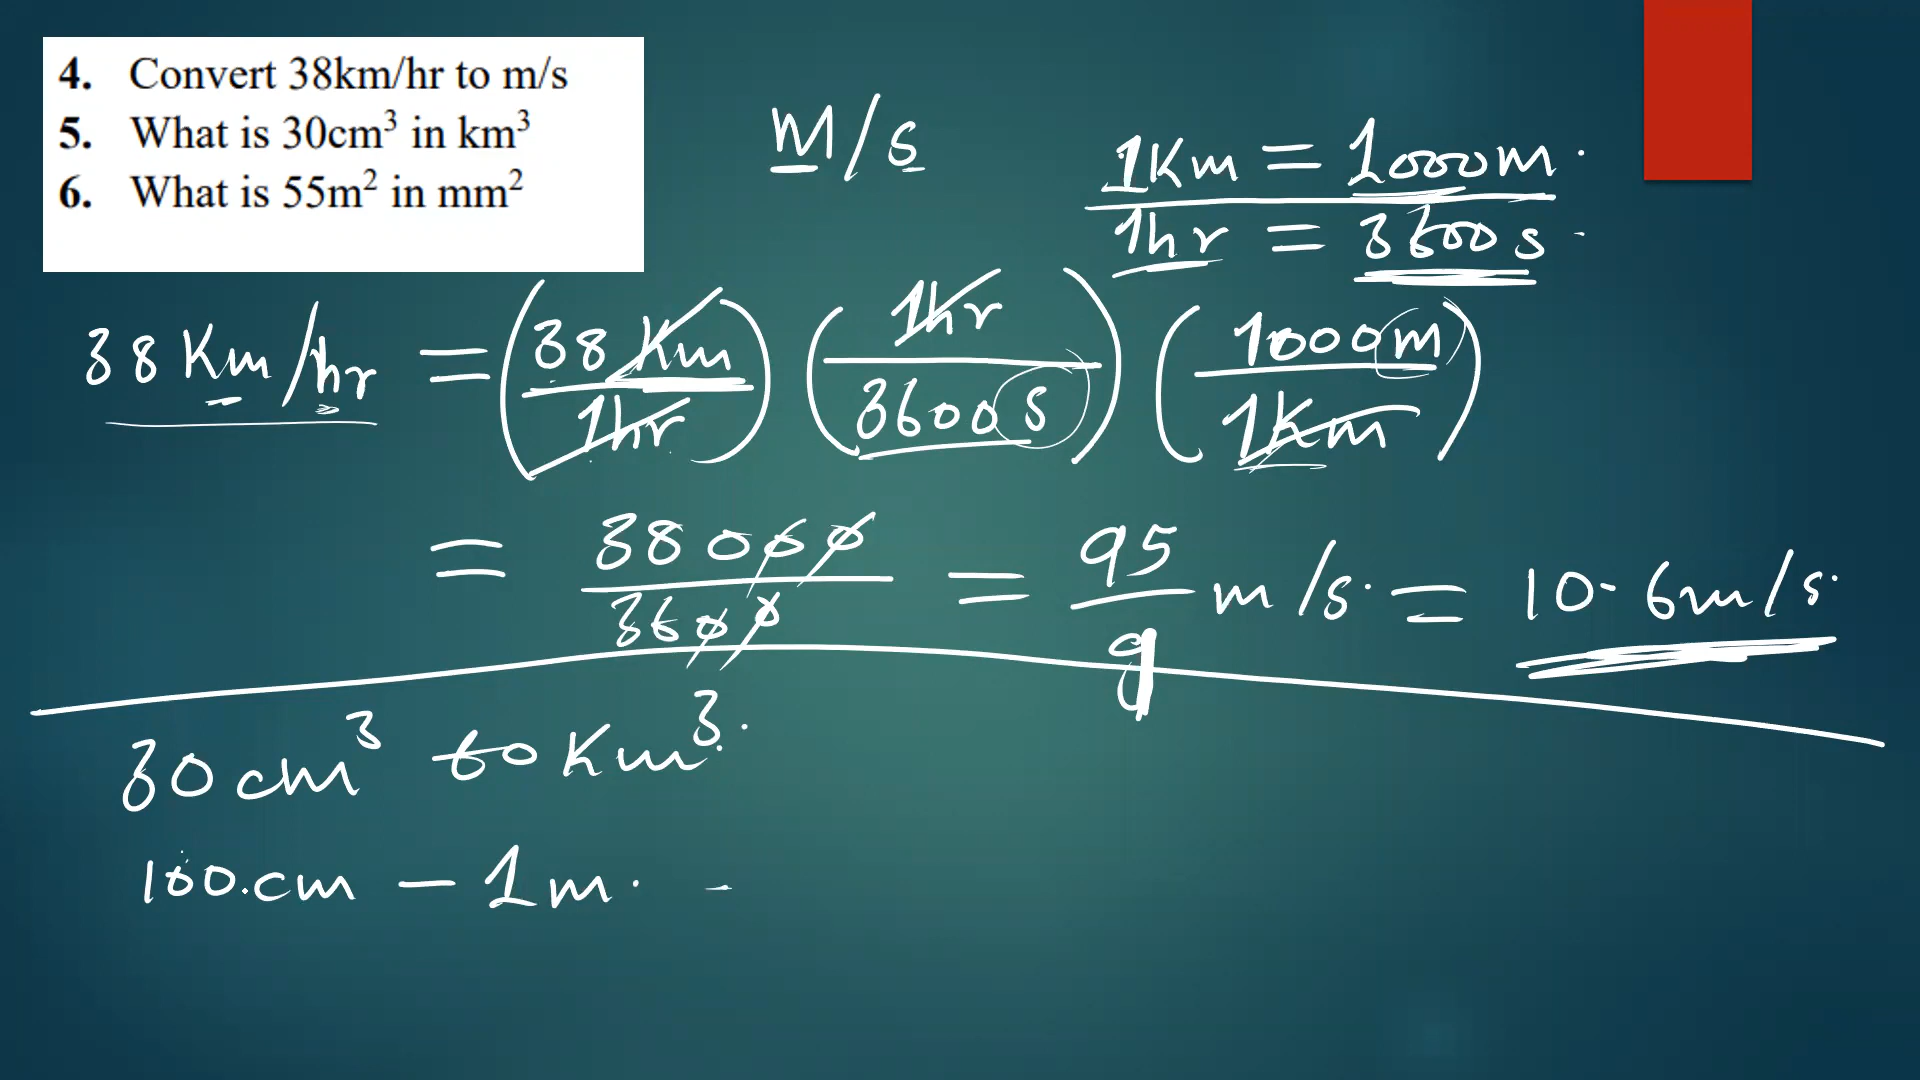 4. Convert 38km/hr to m/s
5. What is 30cm³ in km³
6. What is 55m² in mm²
M/s
1Km = 1000m.
1hr = 3600s.
38 Km/hr = (38 Km / 1hr) (1hr / 3600 s) (1000m / 1Km)
= 38000 / 3600 = 95 / 9 m/s. = 10.6m/s.
30cm³ to Km³.
100.cm – 1m. –